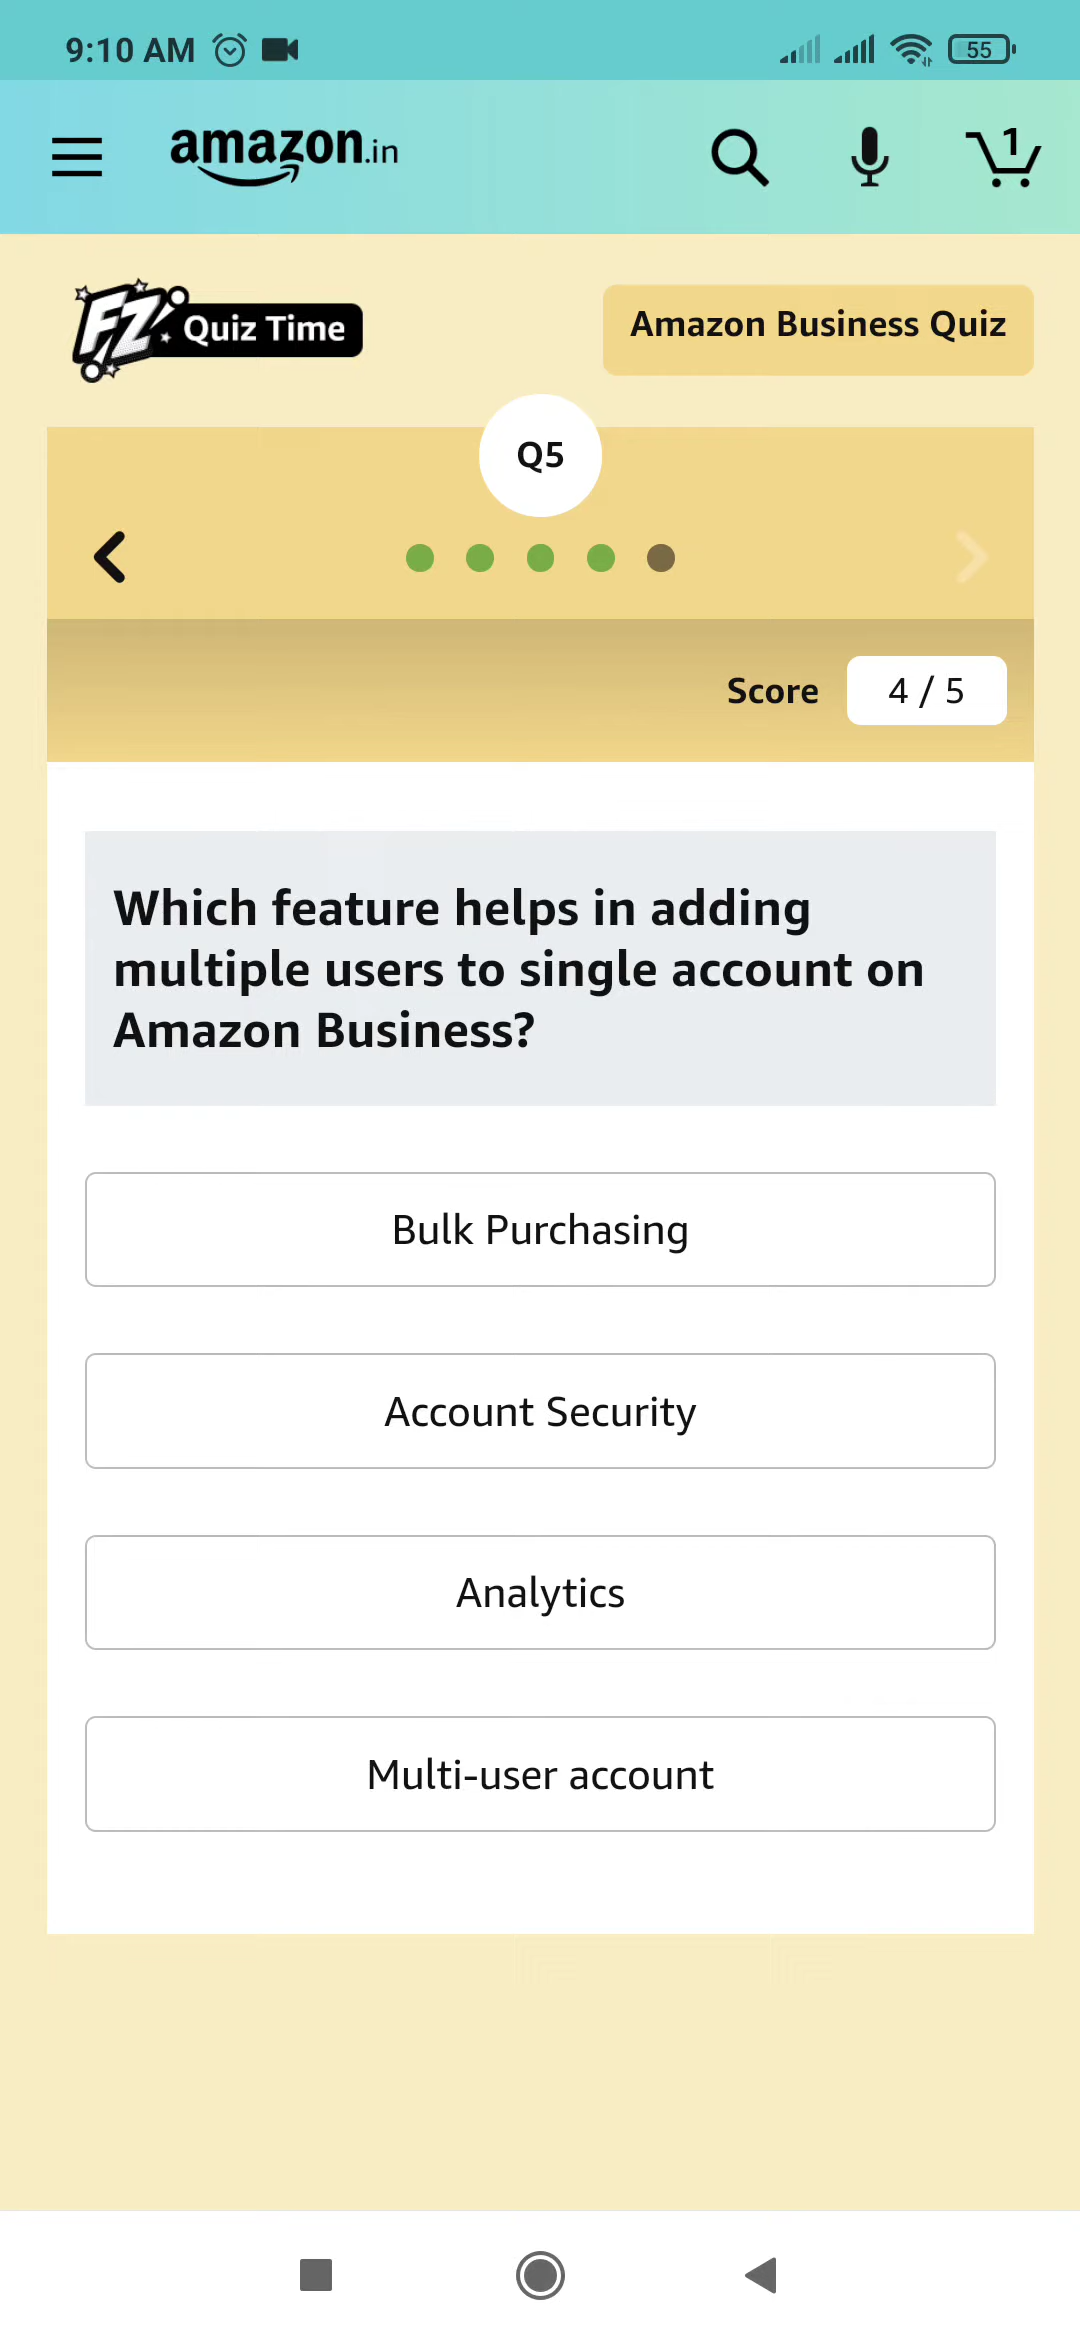 9:10 AM 55
amazon.in 1
FZ Quiz Time Amazon Business Quiz
Q5
Score 4 / 5
Which feature helps in adding
multiple users to single account on
Amazon Business?
Bulk Purchasing
Account Security
Analytics
Multi-user account